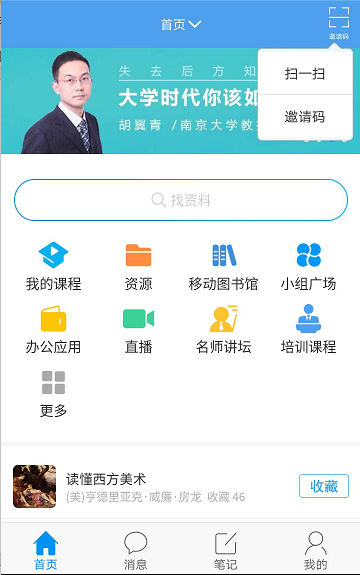 首页
邀请码
扫一扫
邀请码
失去后方知
大学时代你该如
胡翼青 / 南京大学教
找资料
我的课程
资源
移动图书馆
小组广场
办公应用
直播
名师讲坛
培训课程
更多
读懂西方美术
(美)亨德里亚克·威廉·房龙 收藏 46
收藏
首页
消息
笔记
我的